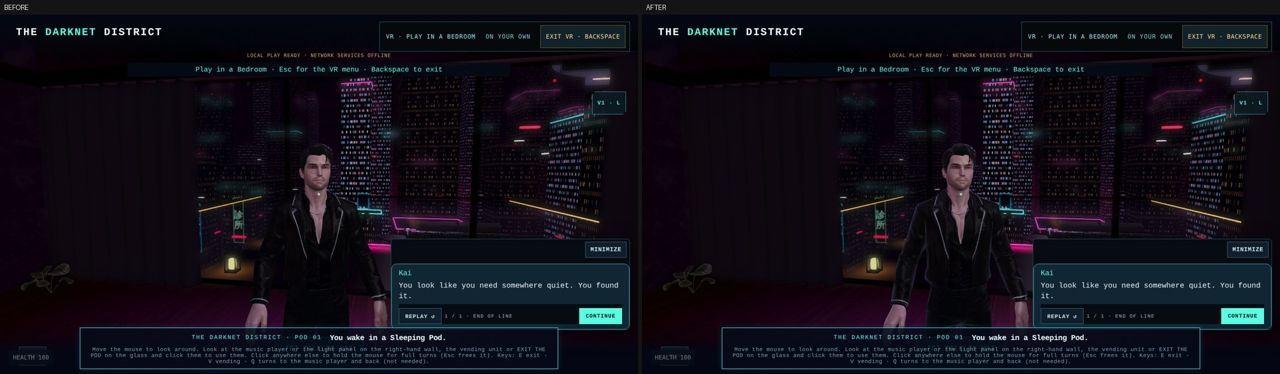 BEFORE
THE DARKNET DISTRICT
VR · PLAY IN A BEDROOM ON YOUR OWN EXIT VR · BACKSPACE
LOCAL PLAY READY · NETWORK SERVICES OFFLINE
Play in a Bedroom · Esc for the VR menu · Backspace to exit
V1 · L
MINIMIZE
Kai
You look like you need somewhere quiet. You found
it.
REPLAY ↺ 1 / 1 · END OF LINE CONTINUE
THE DARKNET DISTRICT · POD 01 You wake in a Sleeping Pod.
Move the mouse to look around. Look at the music player or the light panel on the right-hand wall, the vending unit or EXIT THE
POD on the glass and click them to use them. Click anywhere else to hold the mouse for full turns (Esc frees it). Keys: E exit ·
V vending · Q turns to the music player and back (not needed).
HEALTH 100
AFTER
THE DARKNET DISTRICT
VR · PLAY IN A BEDROOM ON YOUR OWN EXIT VR · BACKSPACE
LOCAL PLAY READY · NETWORK SERVICES OFFLINE
Play in a Bedroom · Esc for the VR menu · Backspace to exit
V1 · L
MINIMIZE
Kai
You look like you need somewhere quiet. You found
it.
REPLAY ↺ 1 / 1 · END OF LINE CONTINUE
THE DARKNET DISTRICT · POD 01 You wake in a Sleeping Pod.
Move the mouse to look around. Look at the music player or the light panel on the right-hand wall, the vending unit or EXIT THE
POD on the glass and click them to use them. Click anywhere else to hold the mouse for full turns (Esc frees it). Keys: E exit ·
V vending · Q turns to the music player and back (not needed).
HEALTH 100